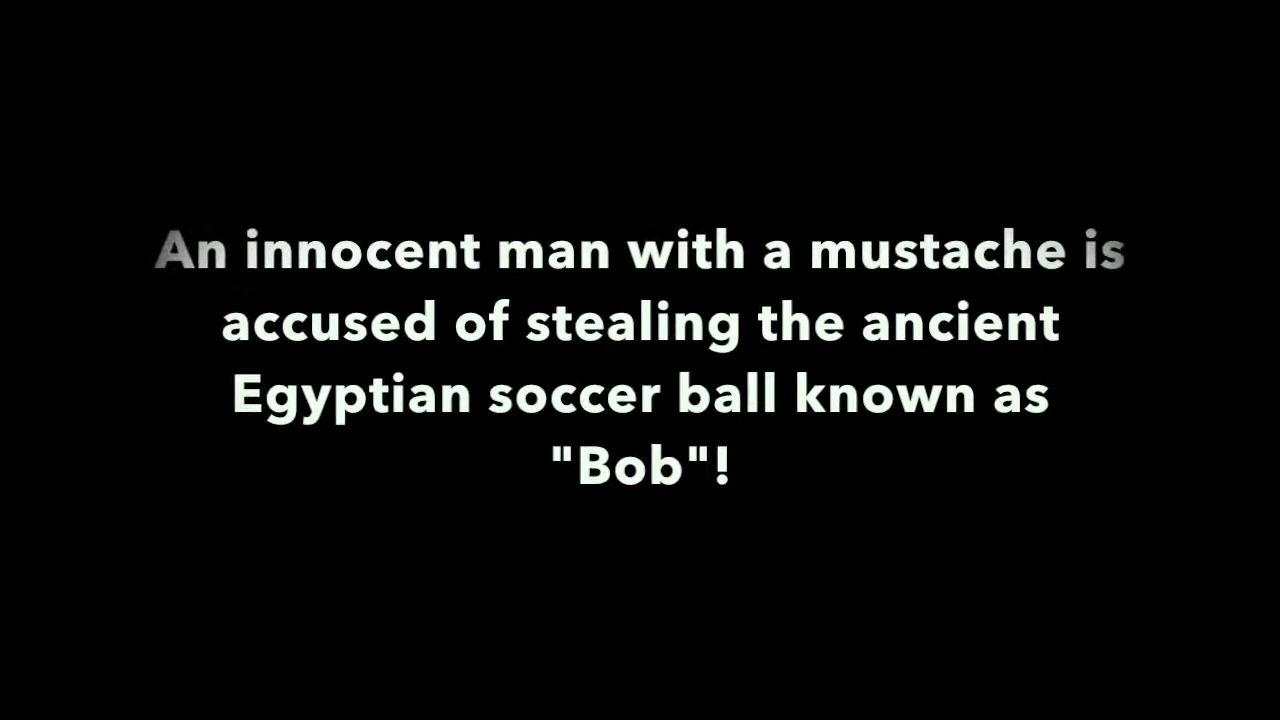 An innocent man with a mustache is
accused of stealing the ancient
Egyptian soccer ball known as
"Bob"!